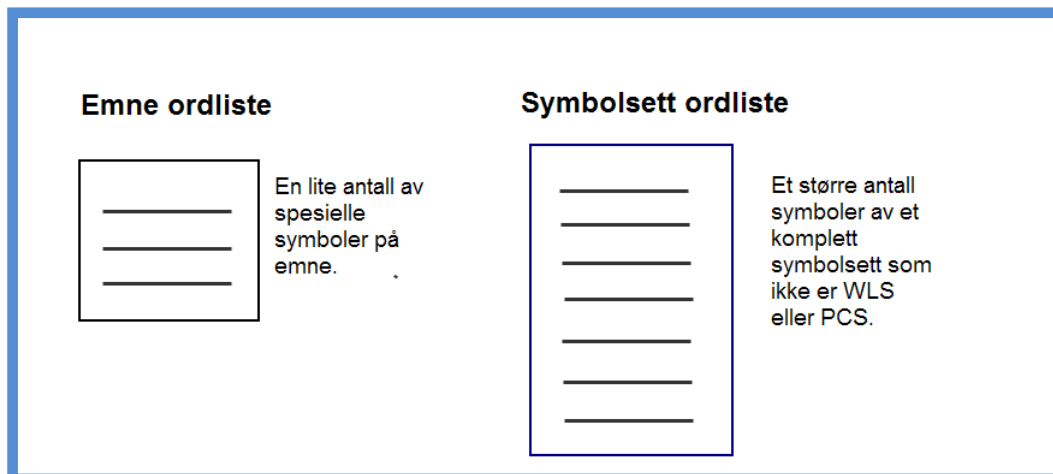 Emne ordliste
En lite antall av
spesielle
symboler på
emne.
Symbolsett ordliste
Et større antall
symboler av et
komplett
symbolsett som
ikke er WLS
eller PCS.